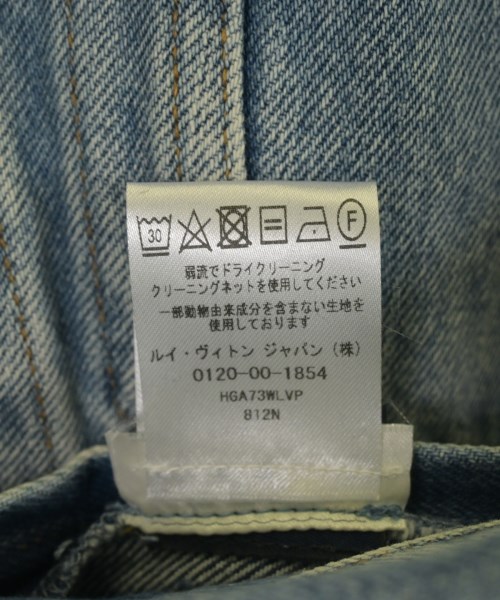 30 F
弱流でドライクリーニング
クリーニングネットを使用してください
一部動物由来成分を含まない生地を
使用しております
ルイ・ヴィトン ジャパン (株)
0120-00-1854
HGA73WLVP
812N